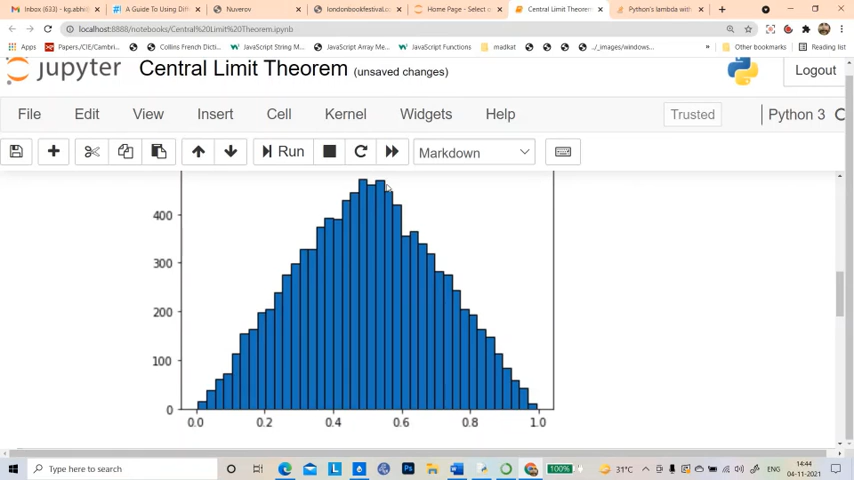 Inbox (633) - kg.abh@
A Guide To Using Dif
Nuverov
londonbookfestival.o
Home Page - Select o
Central Limit Theorem
Python's lambda with
localhost:8888/notebooks/Central%20Limit%20Theorem.ipynb
Apps
Papers./CIE/Cambri...
Collins French Dicti...
JavaScript String M...
JavaScript Array Me...
JavaScript Functions
madkat
../_images/windows...
»
Other bookmarks
Reading list
jupyter Central Limit Theorem (unsaved changes)
Logout
File Edit View Insert Cell Kernel Widgets Help
Trusted
Python 3
Run
Markdown
400
300
200
100
0
0.0 0.2 0.4 0.6 0.8 1.0
Type here to search
100%
31°C
ENG
14:44
04-11-2021